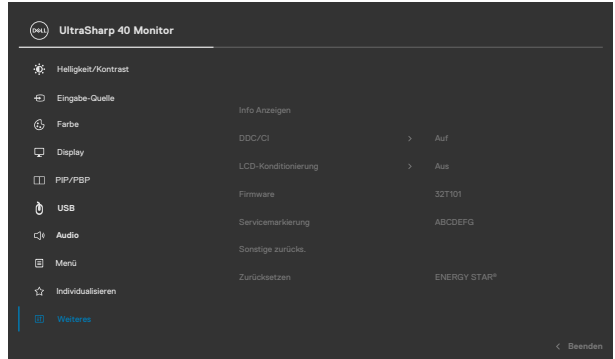 DELL UltraSharp 40 Monitor
Helligkeit/Kontrast
Eingabe-Quelle
Farbe
Display
PIP/PBP
USB
Audio
Menü
Individualisieren
Weiteres
Info Anzeigen
DDC/CI > Auf
LCD-Konditionierung > Aus
Firmware 32T101
Servicemarkierung ABCDEFG
Sonstige zurücks.
Zurücksetzen ENERGY STAR®
< Beenden